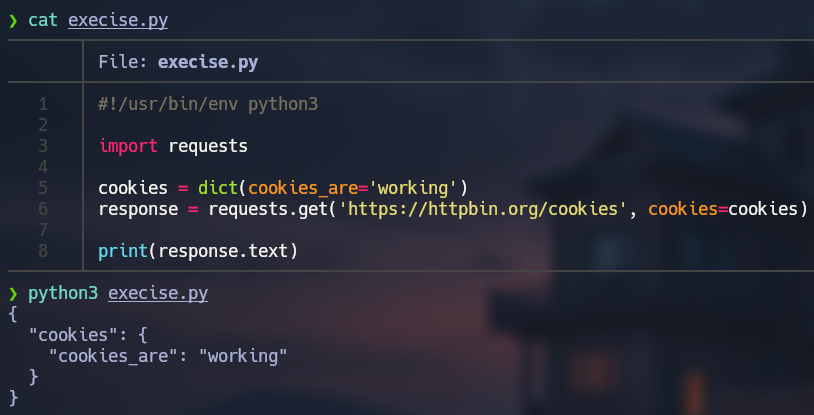 ❯ cat execise.py
File: execise.py
1 #!/usr/bin/env python3
2
3 import requests
4
5 cookies = dict(cookies_are='working')
6 response = requests.get('https://httpbin.org/cookies', cookies=cookies)
7
8 print(response.text)
❯ python3 execise.py
{
  "cookies": {
    "cookies_are": "working"
  }
}